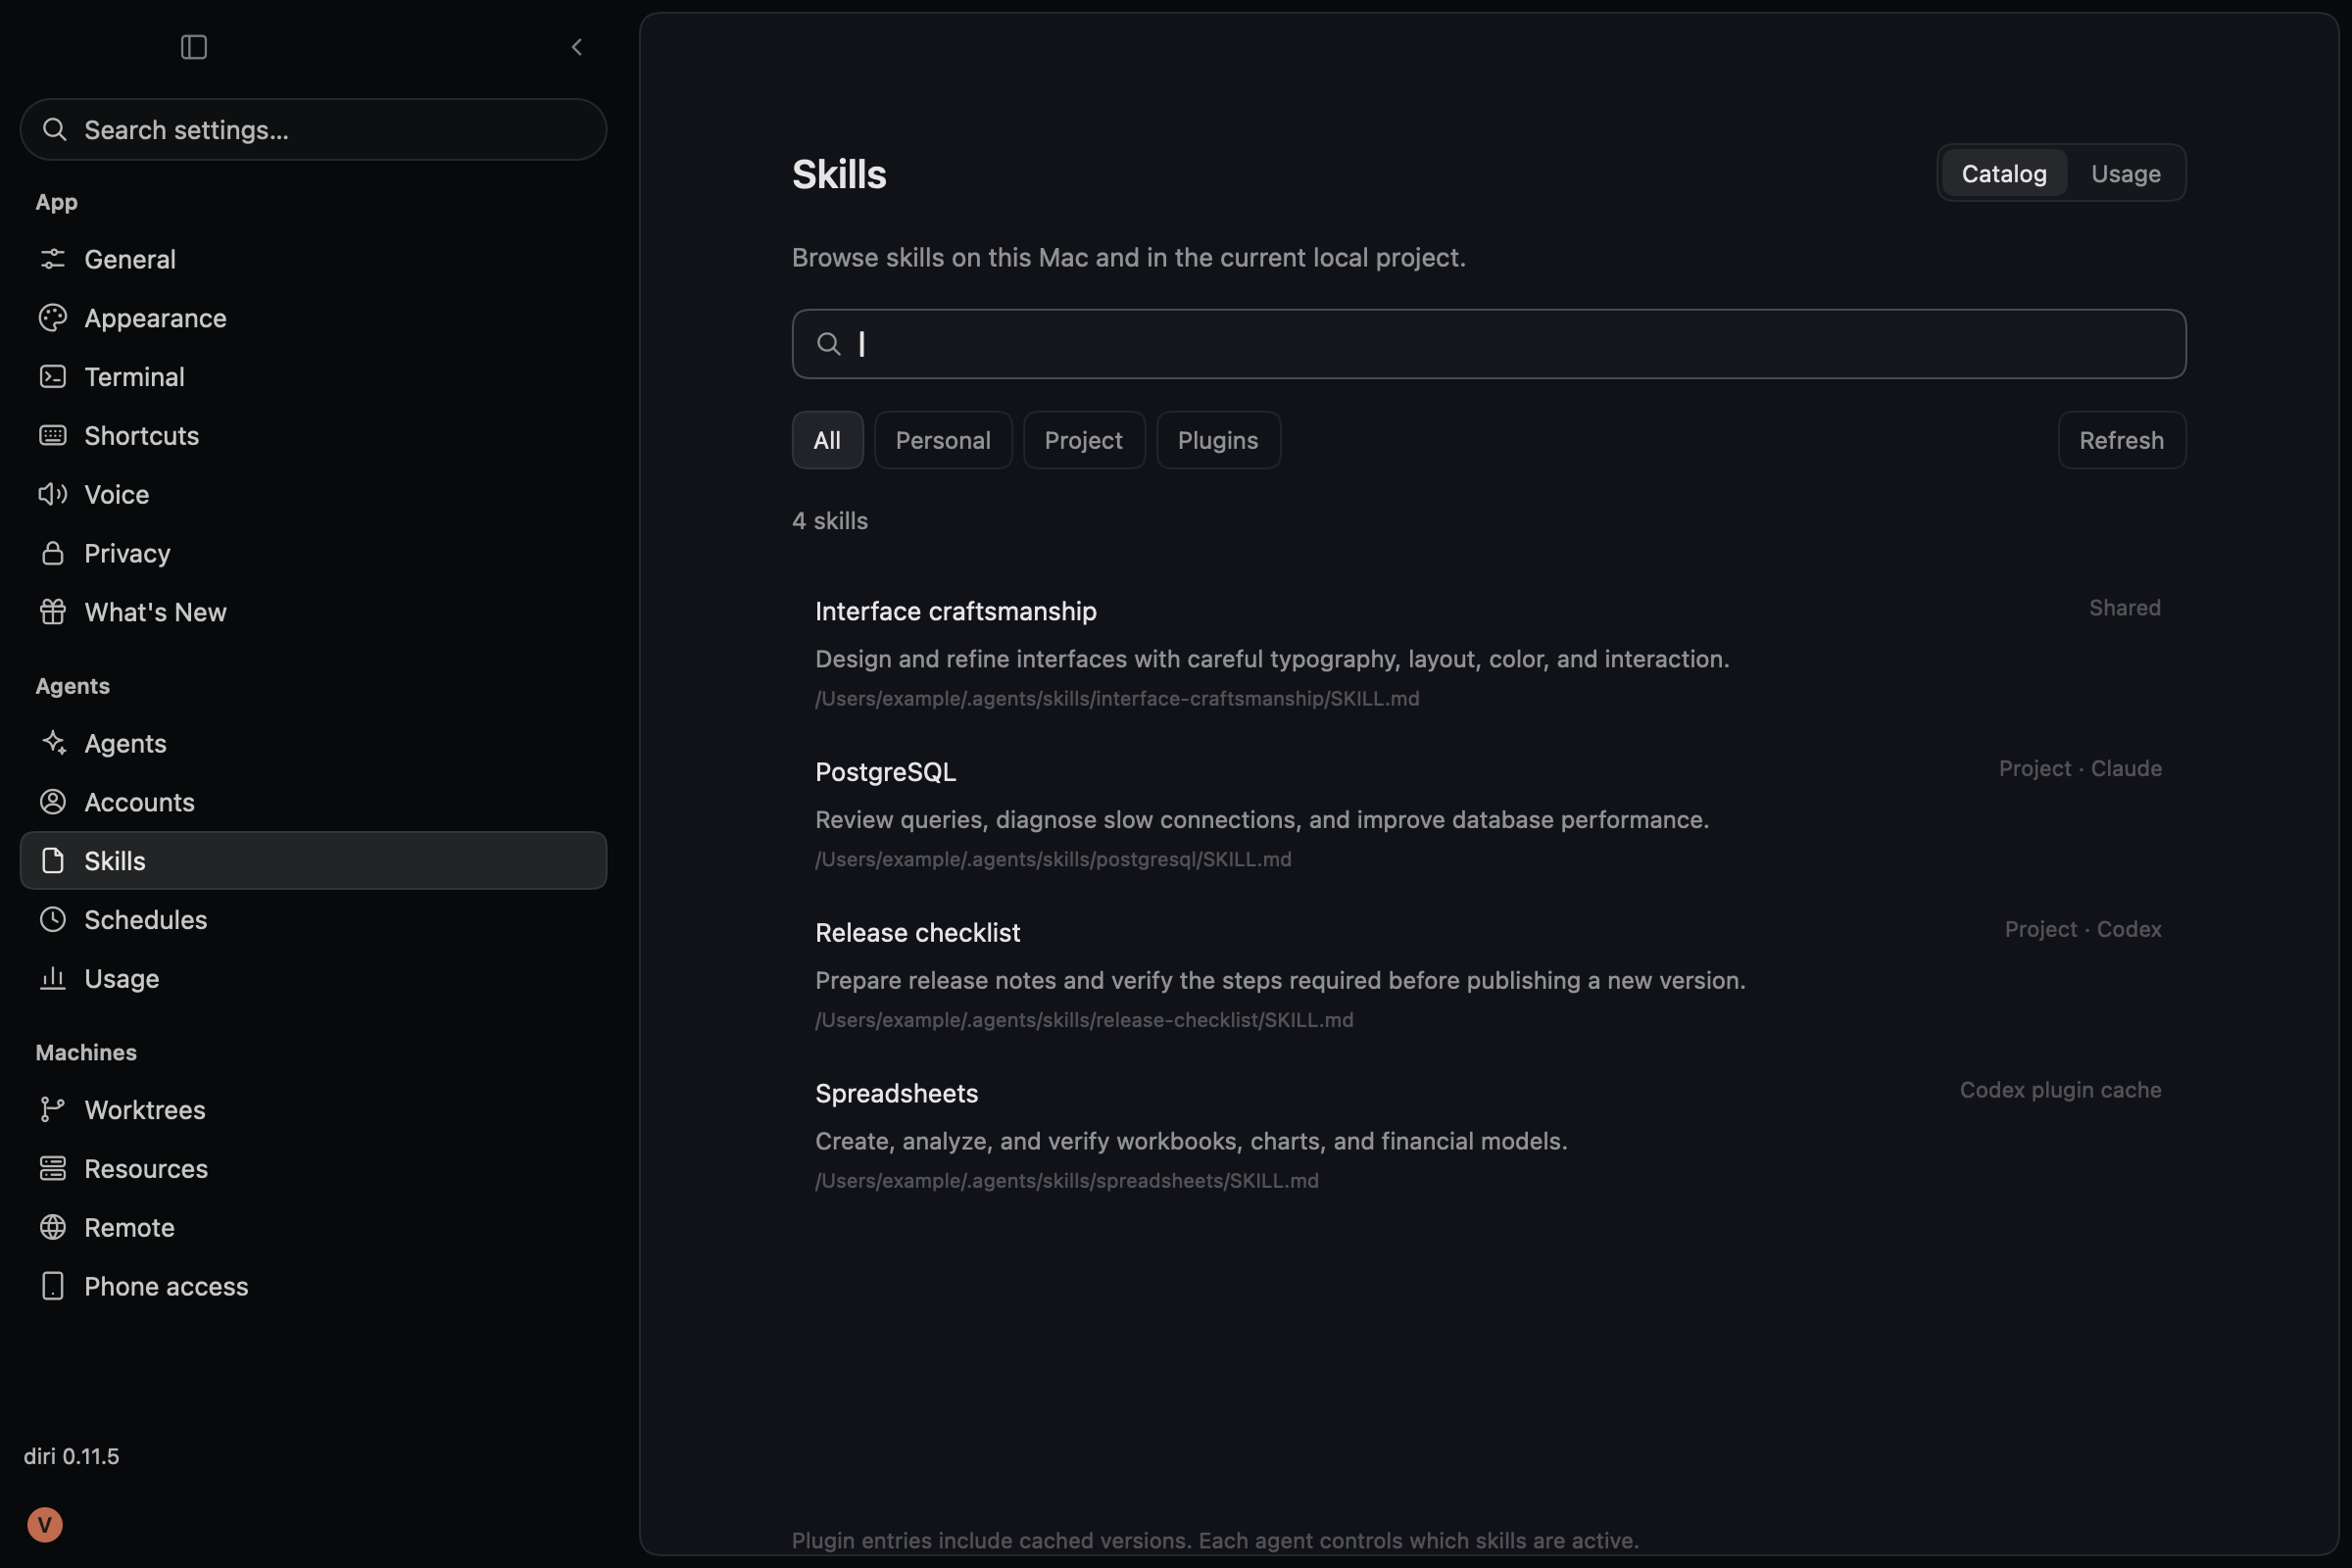 Search settings...
App
General
Appearance
Terminal
Shortcuts
Voice
Privacy
What's New
Agents
Agents
Accounts
Skills
Schedules
Usage
Machines
Worktrees
Resources
Remote
Phone access
diri 0.11.5
V
Skills
Catalog
Usage
Browse skills on this Mac and in the current local project.
All
Personal
Project
Plugins
Refresh
4 skills
Interface craftsmanship
Shared
Design and refine interfaces with careful typography, layout, color, and interaction.
/Users/example/.agents/skills/interface-craftsmanship/SKILL.md
PostgreSQL
Project · Claude
Review queries, diagnose slow connections, and improve database performance.
/Users/example/.agents/skills/postgresql/SKILL.md
Release checklist
Project · Codex
Prepare release notes and verify the steps required before publishing a new version.
/Users/example/.agents/skills/release-checklist/SKILL.md
Spreadsheets
Codex plugin cache
Create, analyze, and verify workbooks, charts, and financial models.
/Users/example/.agents/skills/spreadsheets/SKILL.md
Plugin entries include cached versions. Each agent controls which skills are active.